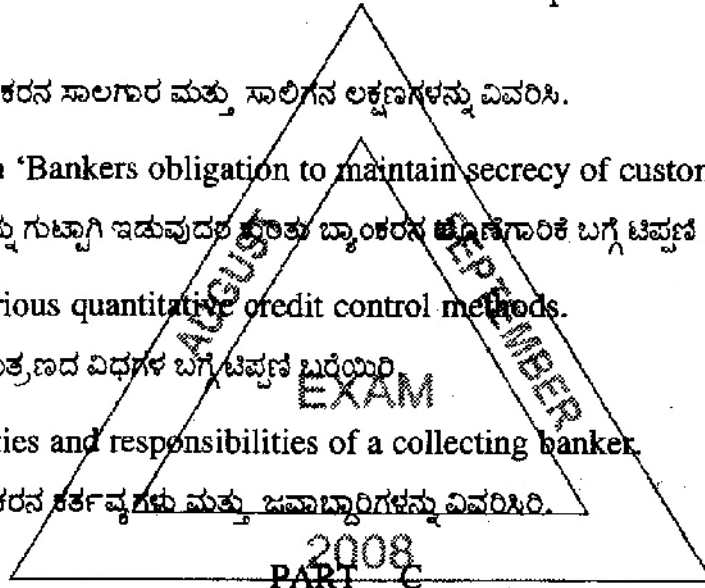 ಕರನ ಸಾಲಗಾರ ಮತ್ತು ಸಾಲಿಗನ ಲಕ್ಷಣಗಳನ್ನು ವಿವರಿಸಿ.
'Bankers obligation to maintain secrecy of custom
ಗುಟ್ಟಾಗಿ ಇಡುವುದರ ಕುರಿತು ಬ್ಯಾಂಕರನ ಹೊಣೆಗಾರಿಕೆ ಬಗ್ಗೆ ಟಿಪ್ಪಣಿ
rious quantitative credit control methods.
ತ್ರಣದ ವಿಧಗಳ ಬಗ್ಗೆ ಟಿಪ್ಪಣಿ ಬರೆಯಿರಿ.
ties and responsibilities of a collecting banker.
ಕರನ ಕರ್ತವ್ಯಗಳು ಮತ್ತು ಜವಾಬ್ದಾರಿಗಳನ್ನು ವಿವರಿಸಿರಿ.
PART C
AUGUST
SEPTEMBER
EXAM
2008